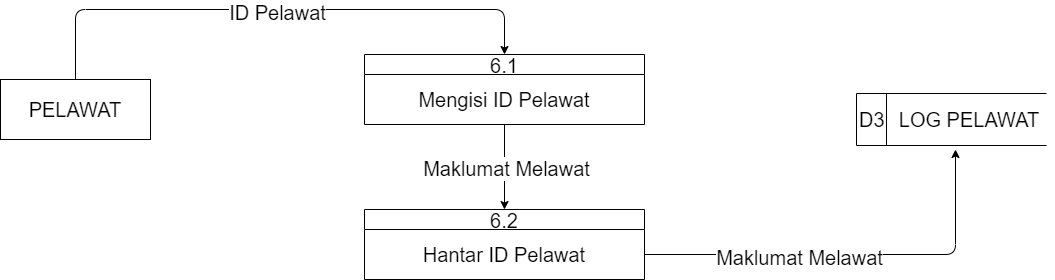 ID Pelawat
6.1
Mengisi ID Pelawat
PELAWAT
D3 LOG PELAWAT
Maklumat Melawat
6.2
Hantar ID Pelawat
Maklumat Melawat